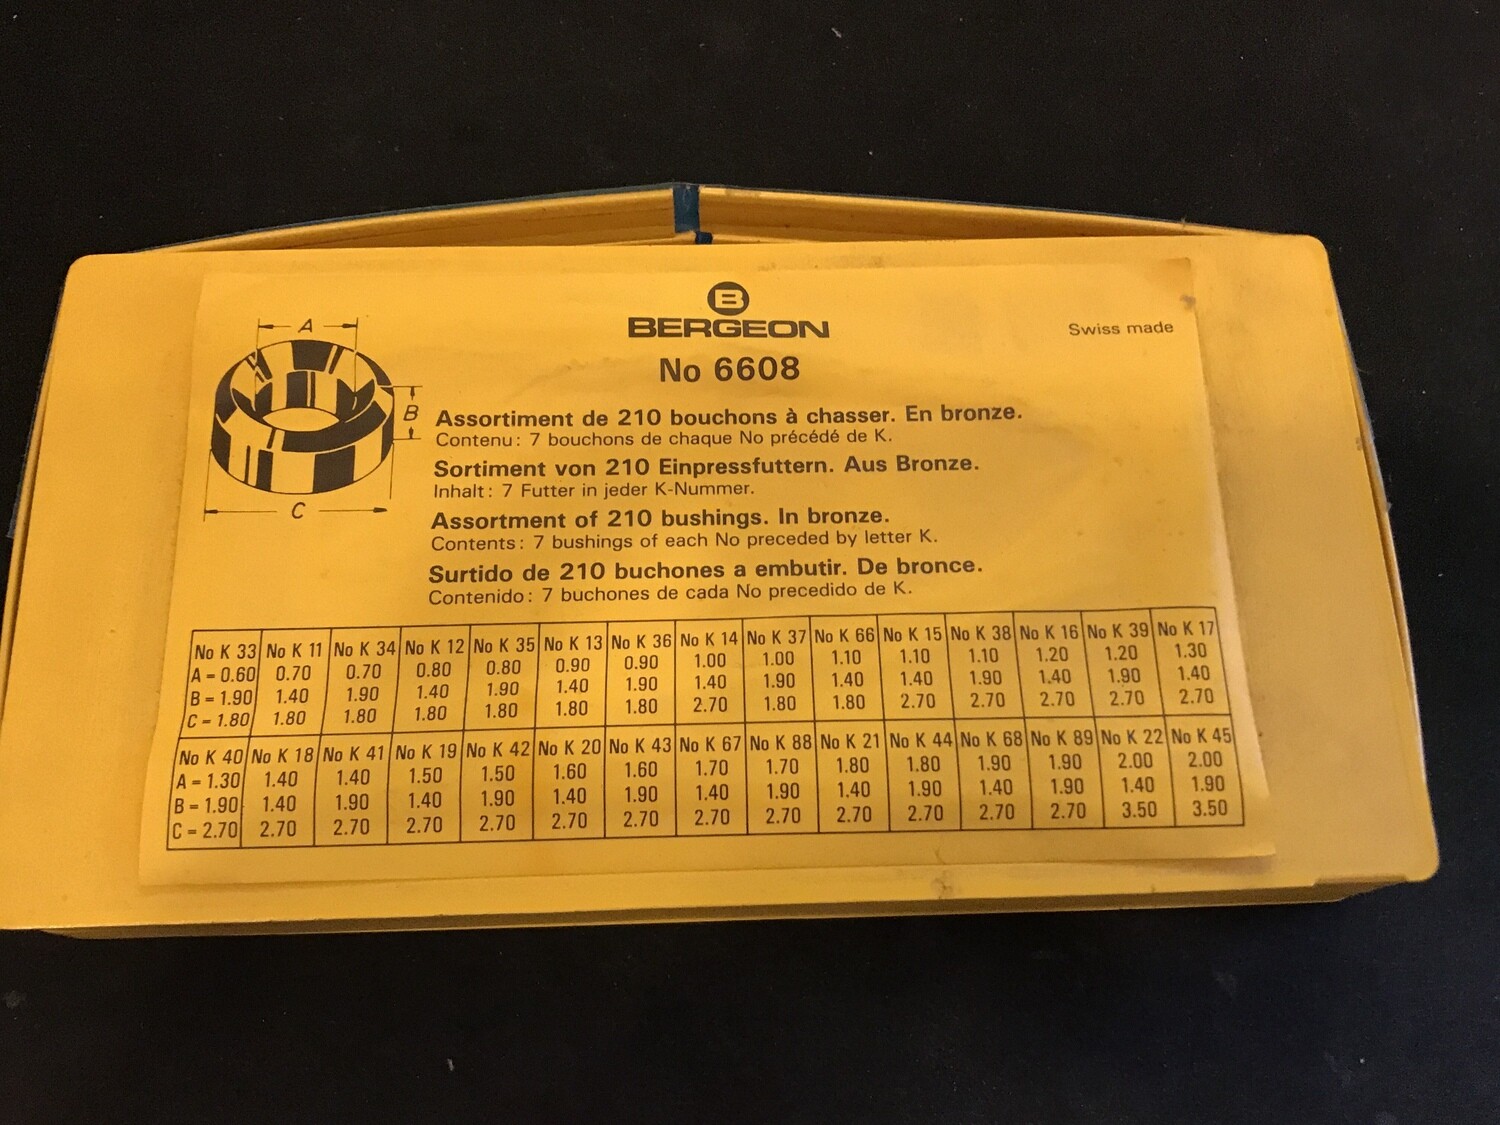 B
BERGEON
Swiss made
No 6608
A
B
C
Assortiment de 210 bouchons à chasser. En bronze.
Contenu: 7 bouchons de chaque No précédé de K.
Sortiment von 210 Einpressfuttern. Aus Bronze.
Inhalt: 7 Futter in jeder K-Nummer.
Assortment of 210 bushings. In bronze.
Contents: 7 bushings of each No preceded by letter K.
Surtido de 210 buchones a embutir. De bronce.
Contenido: 7 buchones de cada No precedido de K.
No K 33 No K 11 No K 34 No K 12 No K 35 No K 13 No K 36 No K 14 No K 37 No K 66 No K 15 No K 38 No K 16 No K 39 No K 17
A = 0.60 0.70 0.70 0.80 0.80 0.90 0.90 1.00 1.00 1.10 1.10 1.10 1.20 1.20 1.30
B = 1.90 1.40 1.90 1.40 1.90 1.40 1.90 1.40 1.90 1.40 1.40 1.90 1.40 1.90 1.40
C = 1.80 1.80 1.80 1.80 1.80 1.80 1.80 2.70 1.80 1.80 2.70 2.70 2.70 2.70 2.70
No K 40 No K 18 No K 41 No K 19 No K 42 No K 20 No K 43 No K 67 No K 88 No K 21 No K 44 No K 68 No K 89 No K 22 No K 45
A = 1.30 1.40 1.40 1.50 1.50 1.60 1.60 1.70 1.70 1.80 1.80 1.90 1.90 2.00 2.00
B = 1.90 1.40 1.90 1.40 1.90 1.40 1.90 1.40 1.90 1.40 1.90 1.40 1.90 1.40 1.90
C = 2.70 2.70 2.70 2.70 2.70 2.70 2.70 2.70 2.70 2.70 2.70 2.70 2.70 3.50 3.50